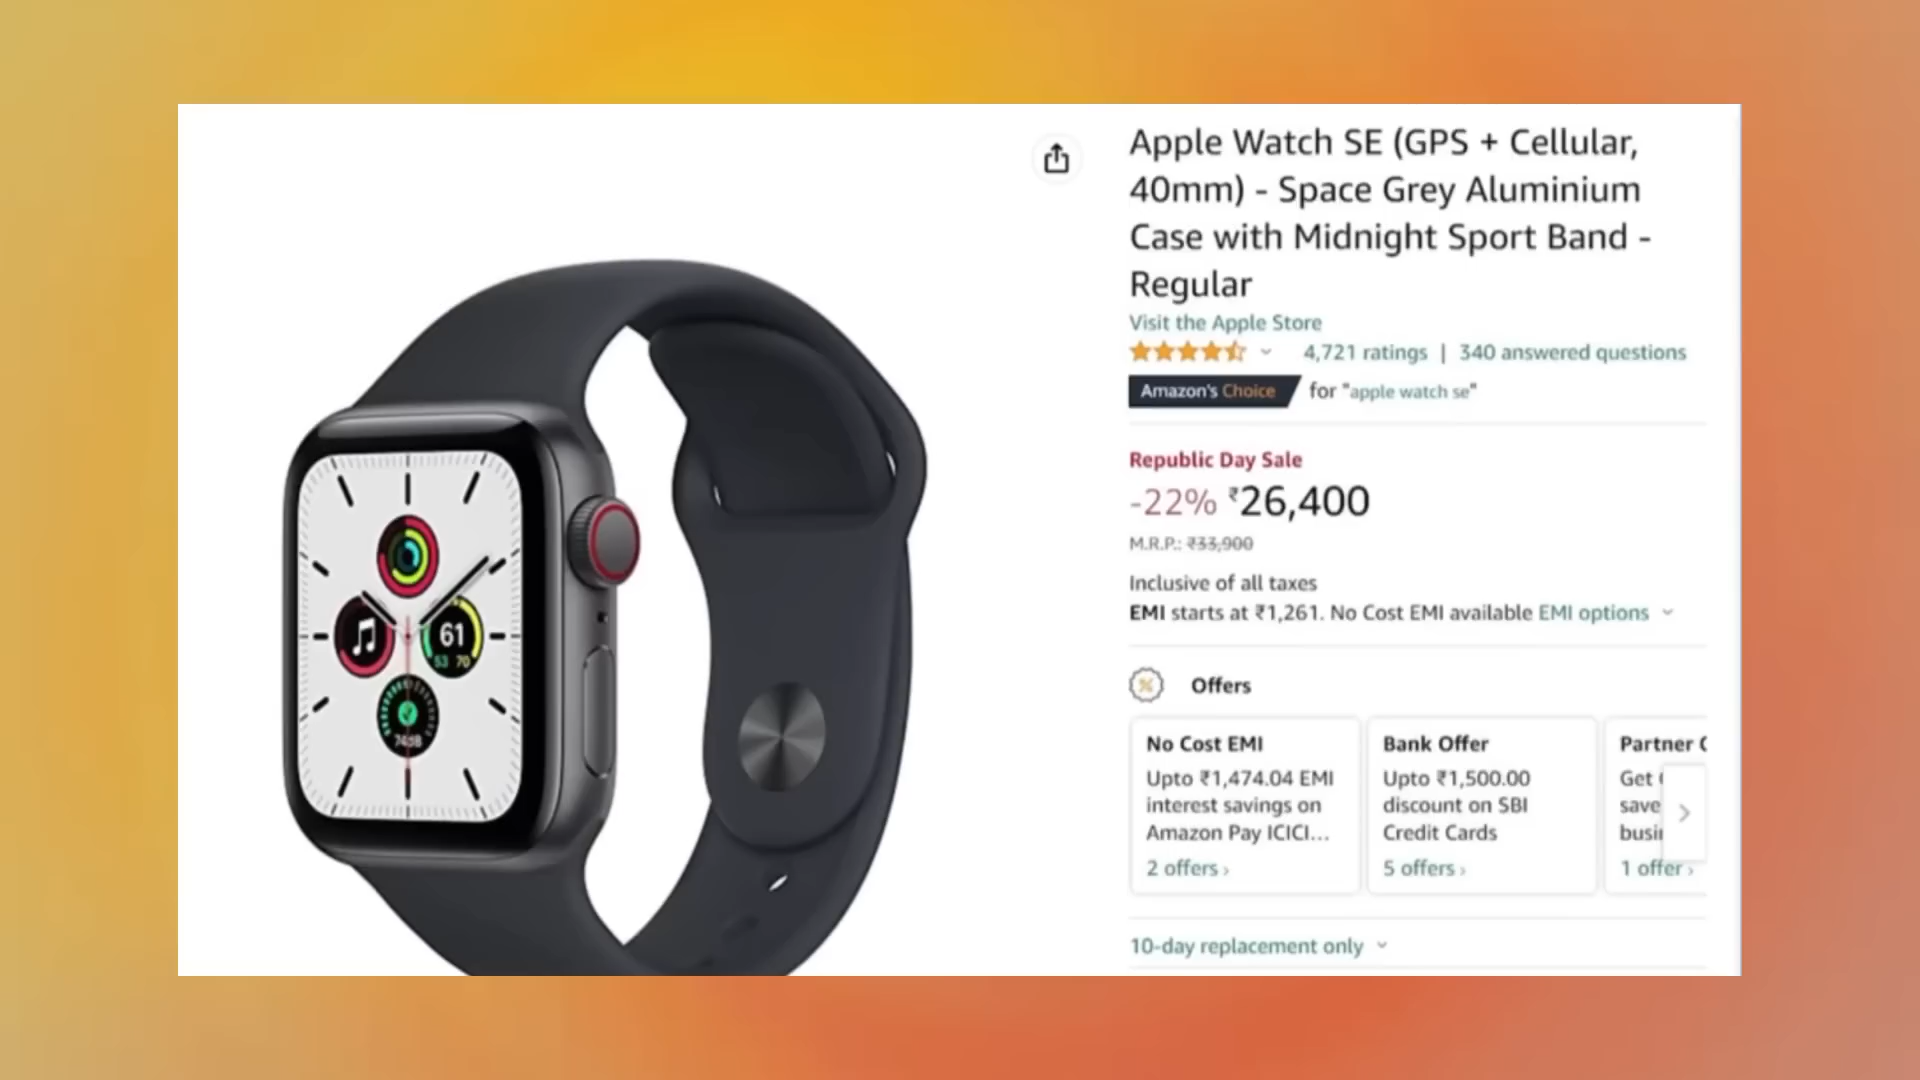 Apple Watch SE (GPS + Cellular,
40mm) - Space Grey Aluminium
Case with Midnight Sport Band -
Regular
Visit the Apple Store
4,721 ratings | 340 answered questions
Amazon's Choice for "apple watch se"
Republic Day Sale
-22% ₹26,400
M.R.P.: ₹33,900
Inclusive of all taxes
EMI starts at ₹1,261. No Cost EMI available EMI options
Offers
No Cost EMI
Upto ₹1,474.04 EMI
interest savings on
Amazon Pay ICICI...
2 offers ›
Bank Offer
Upto ₹1,500.00
discount on SBI
Credit Cards
5 offers ›
Partner
Get
save
1 offer ›
10-day replacement only
61
53 70